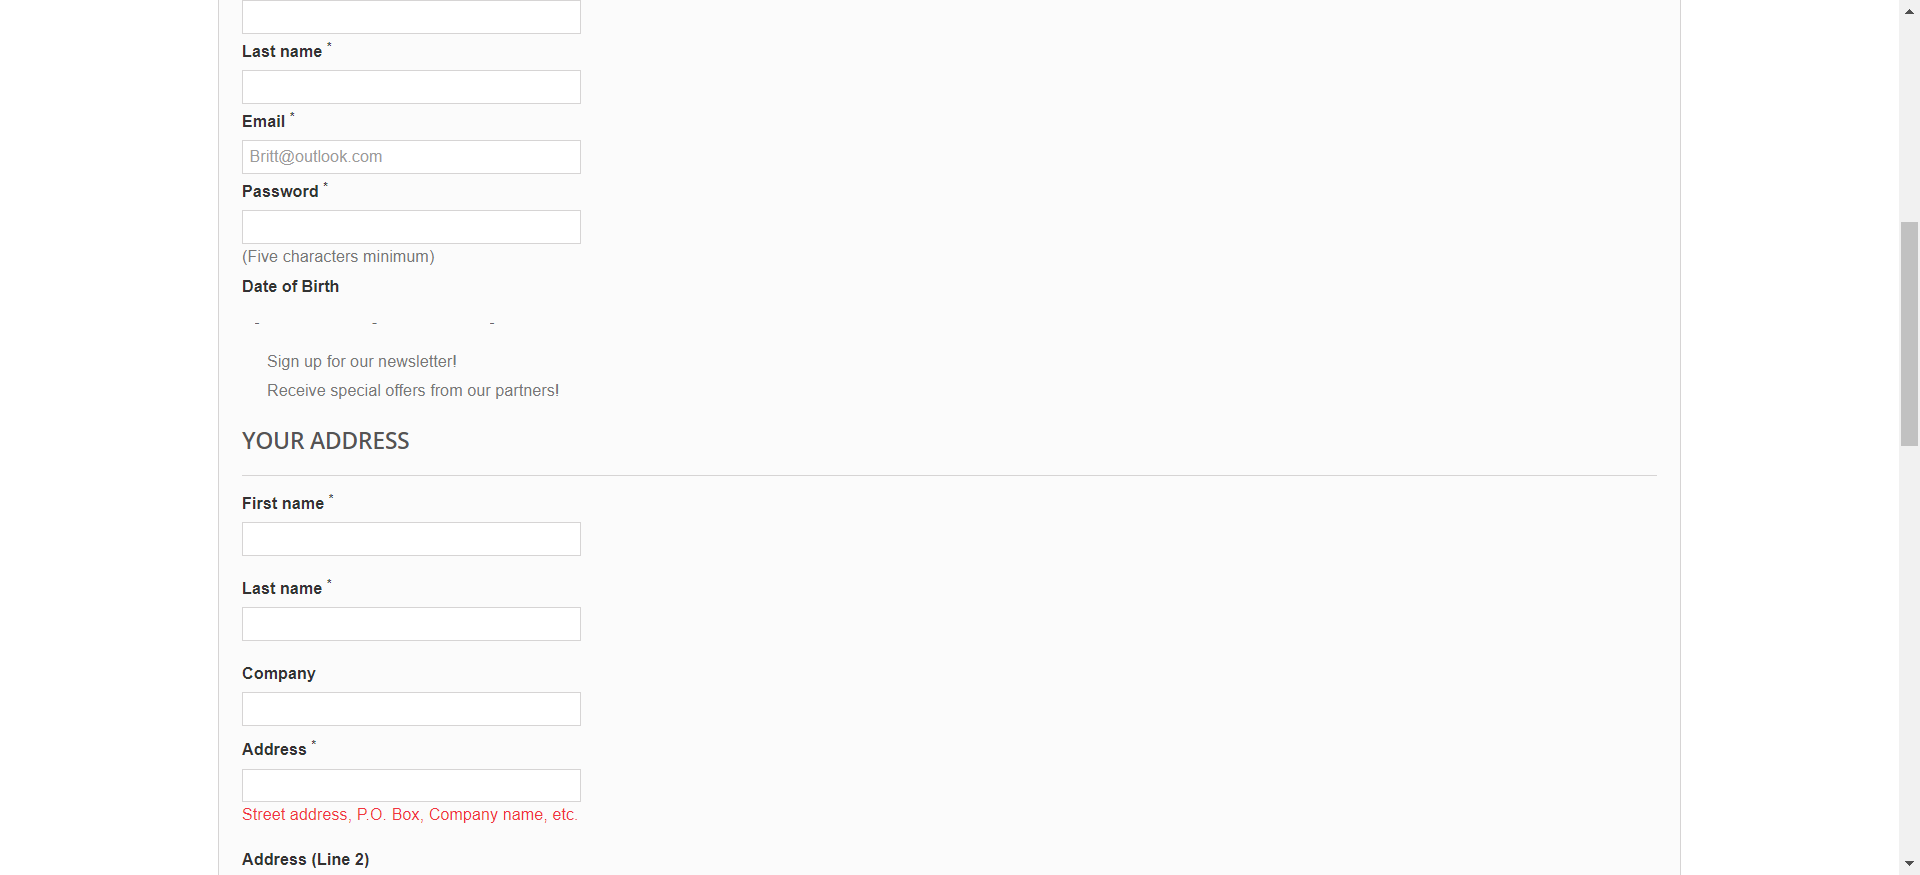 Last name *
Email *
Britt@outlook.com
Password *
(Five characters minimum)
Date of Birth
- - -
Sign up for our newsletter!
Receive special offers from our partners!
YOUR ADDRESS
First name *
Last name *
Company
Address *
Street address, P.O. Box, Company name, etc.
Address (Line 2)